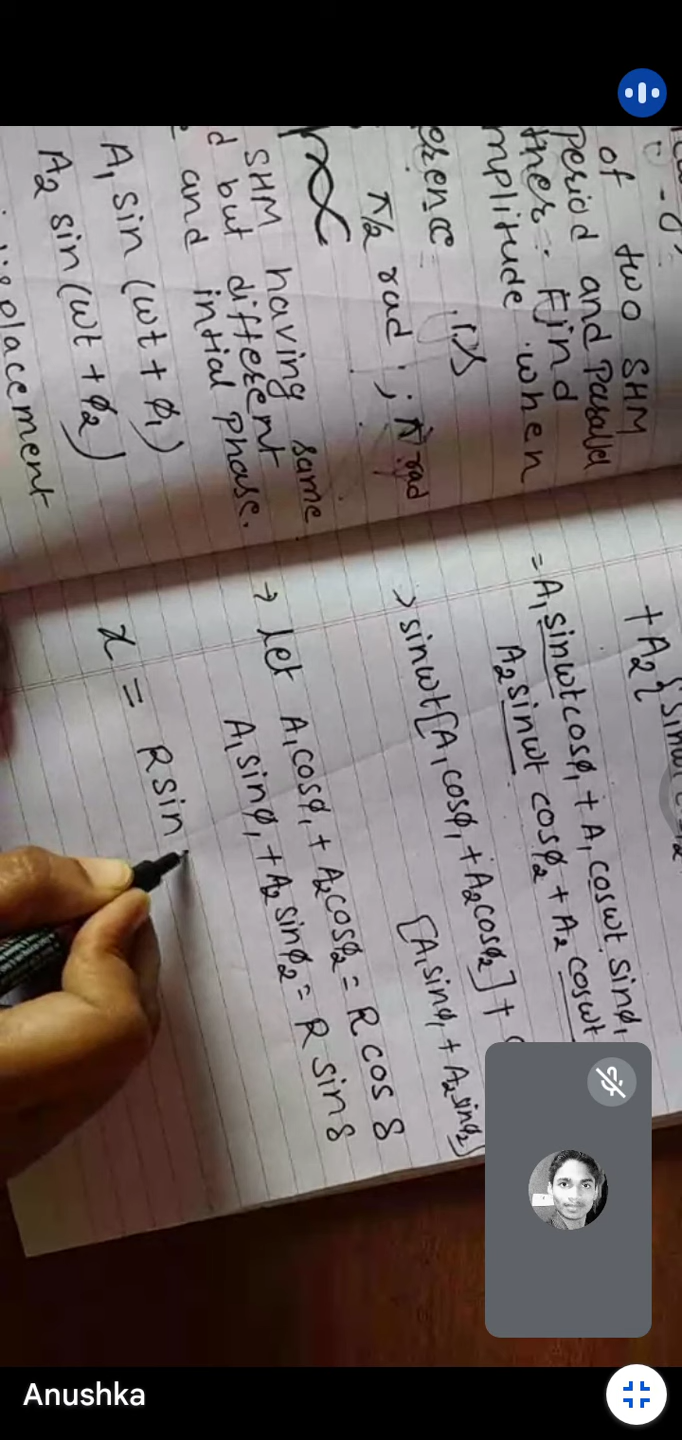 of two SHM
period and Parallel
ther. Find
mplitude when
erence is
π/2 rad ; π rad
SHM having same
d but different
and intial Phase.
A₁ sin (ωt + φ₁)
A₂ sin (ωt + φ₂)
placement
+ A₂ {
= A₁ sinωt cosφ₁ + A₁ cosωt sinφ₁
A₂ sinωt cosφ₂ + A₂ cosωt
> sinωt [A₁ cosφ₁ + A₂ cosφ₂] +
[A₁ sinφ₁ + A₂ sinφ₂]
→ let A₁ cosφ₁ + A₂ cosφ₂ = R cos δ
A₁ sinφ₁ + A₂ sinφ₂ = R sin δ
x = R sin
Anushka